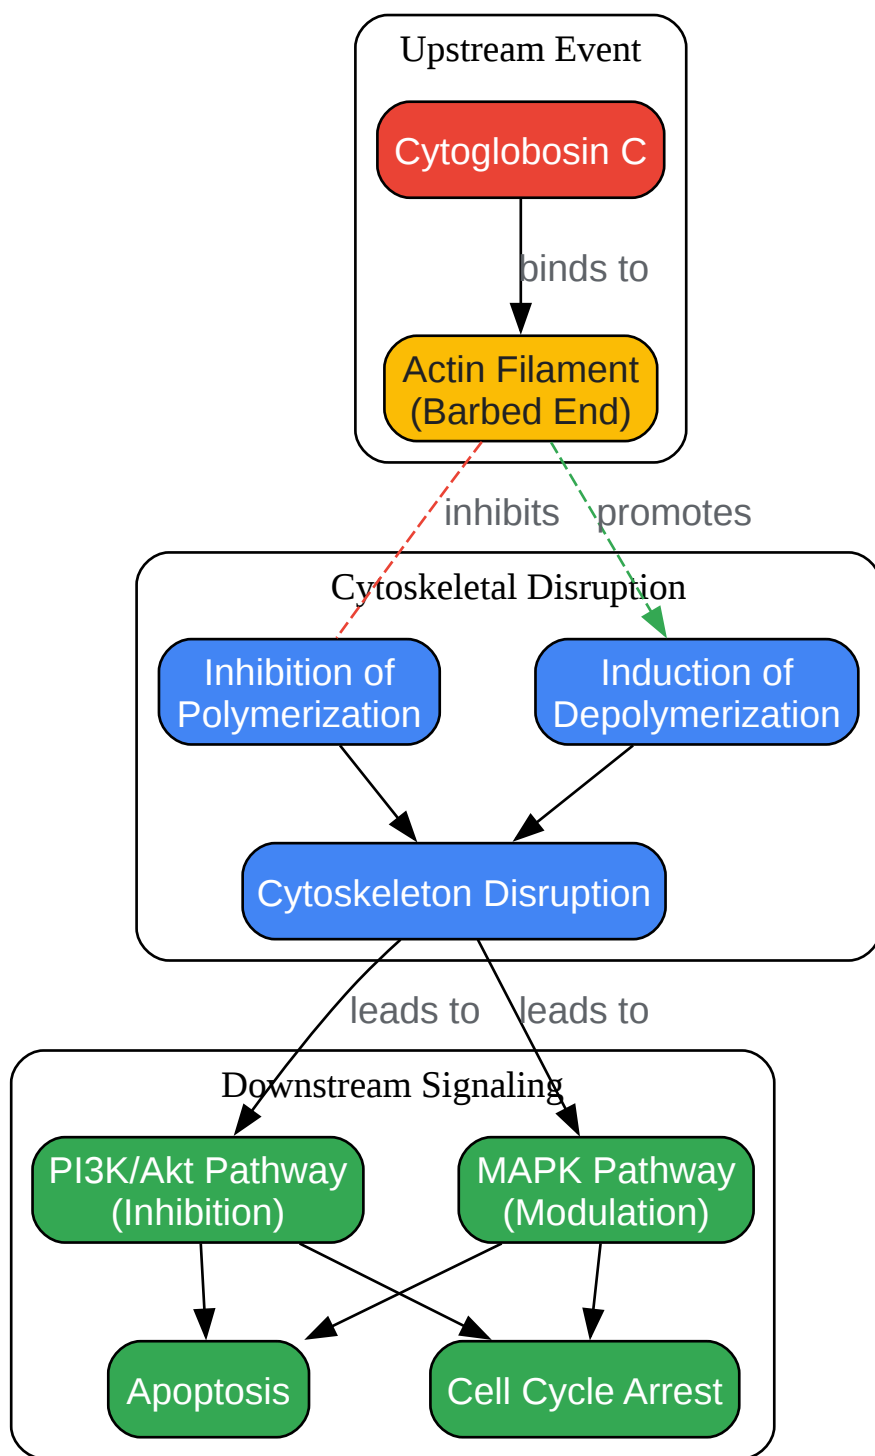 Upstream Event
Cytoglobosin C
binds to
Actin Filament
(Barbed End)
inhibits
promotes
Cytoskeletal Disruption
Inhibition of
Polymerization
Induction of
Depolymerization
Cytoskeleton Disruption
leads to
leads to
Downstream Signaling
PI3K/Akt Pathway
(Inhibition)
MAPK Pathway
(Modulation)
Apoptosis
Cell Cycle Arrest